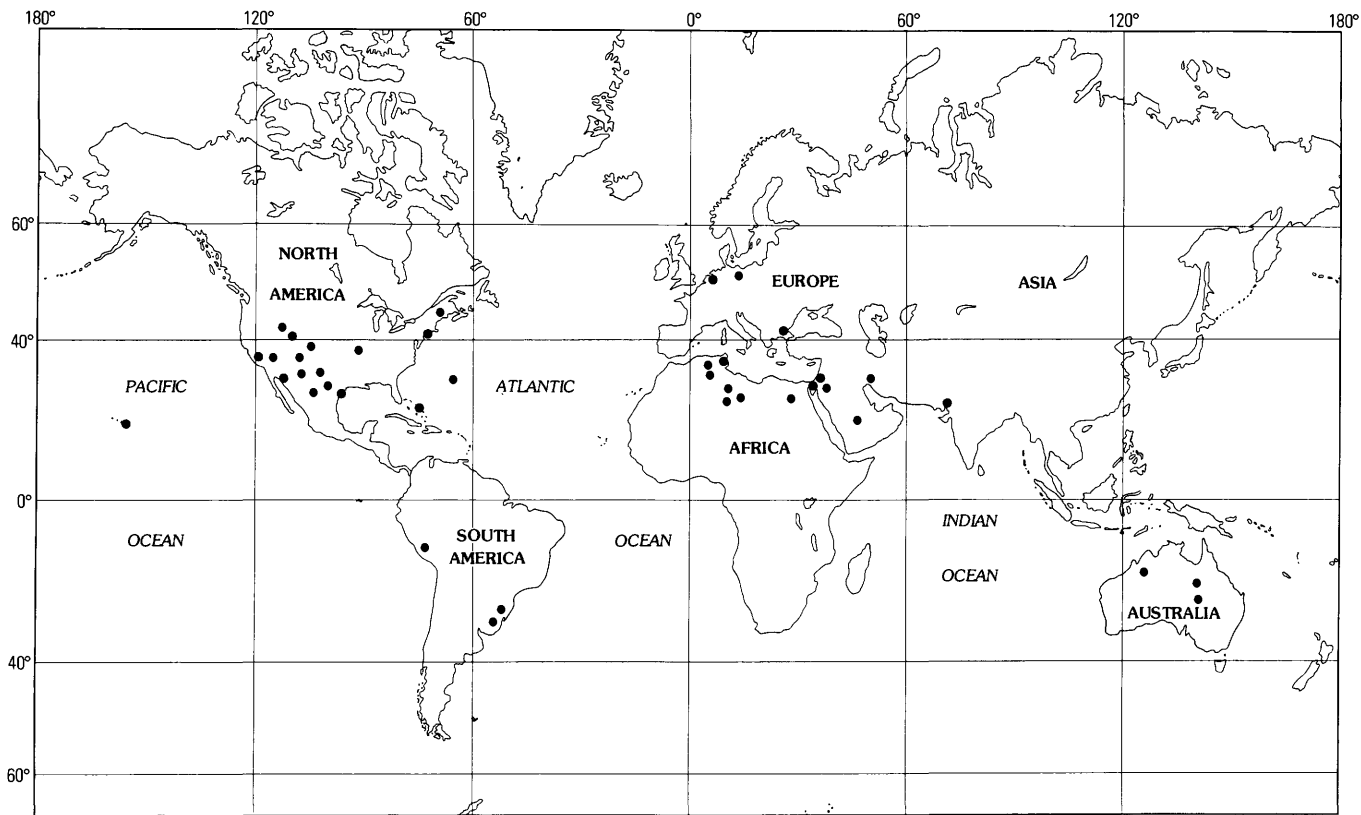 180° 120° 60° 0° 60° 120° 180°
60°
NORTH
AMERICA
EUROPE
ASIA
40°
PACIFIC
ATLANTIC
AFRICA
0°
OCEAN
SOUTH
AMERICA
OCEAN
INDIAN
OCEAN
AUSTRALIA
40°
60°